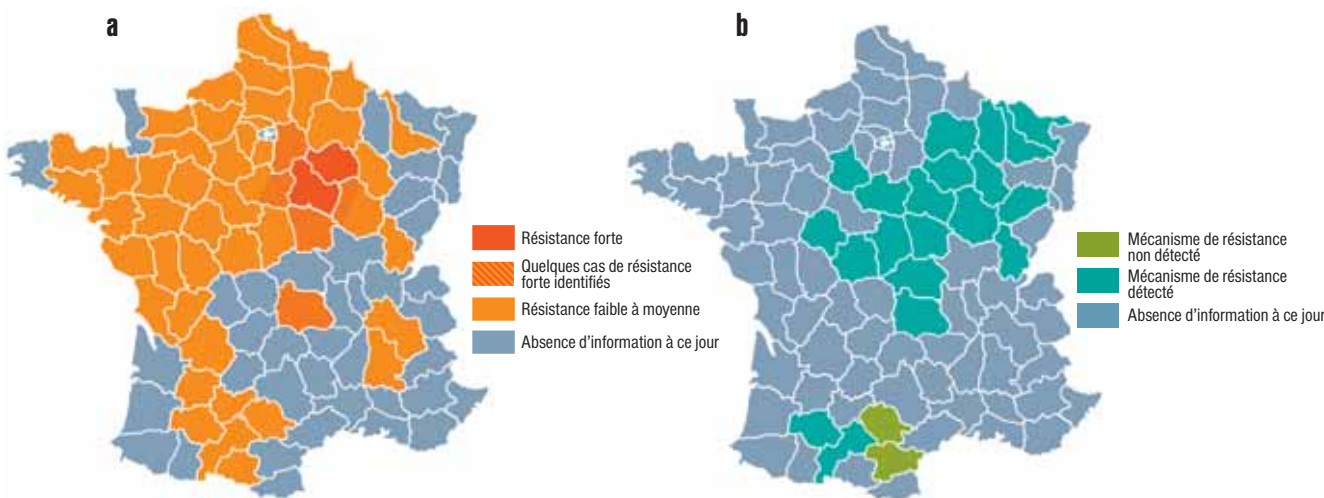 a
Résistance forte
Quelques cas de résistance
forte identifiés
Résistance faible à moyenne
Absence d'information à ce jour
b
Mécanisme de résistance
non détecté
Mécanisme de résistance
détecté
Absence d'information à ce jour